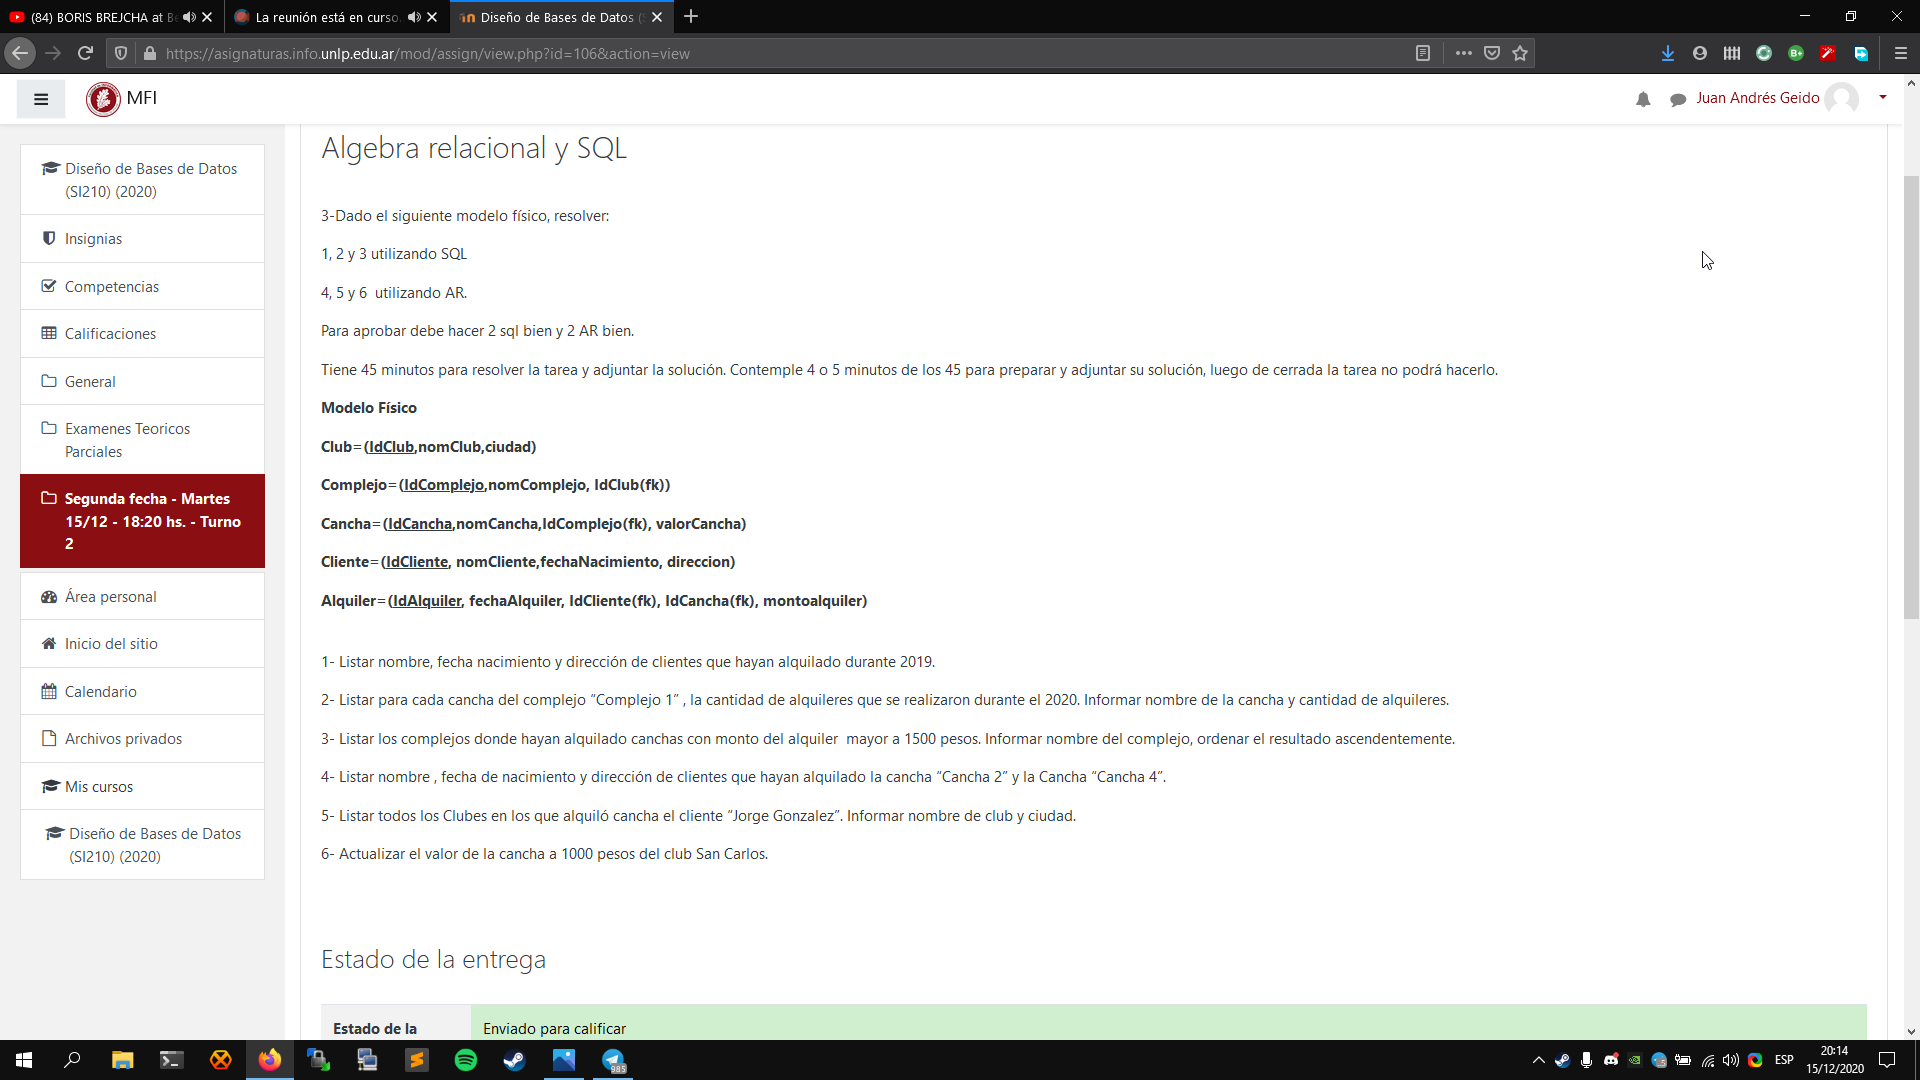 (84) BORIS BREJCHA at Be
La reunión está en curso.
Diseño de Bases de Datos (S
https://asignaturas.info.unlp.edu.ar/mod/assign/view.php?id=106&action=view
MFI
Juan Andrés Geido
Diseño de Bases de Datos
(SI210) (2020)
Insignias
Competencias
Calificaciones
General
Examenes Teoricos
Parciales
Segunda fecha - Martes
15/12 - 18:20 hs. - Turno
2
Área personal
Inicio del sitio
Calendario
Archivos privados
Mis cursos
Diseño de Bases de Datos
(SI210) (2020)
Algebra relacional y SQL
3-Dado el siguiente modelo físico, resolver:
1, 2 y 3 utilizando SQL
4, 5 y 6 utilizando AR.
Para aprobar debe hacer 2 sql bien y 2 AR bien.
Tiene 45 minutos para resolver la tarea y adjuntar la solución. Contemple 4 o 5 minutos de los 45 para preparar y adjuntar su solución, luego de cerrada la tarea no podrá hacerlo.
Modelo Físico
Club=(IdClub,nomClub,ciudad)
Complejo=(IdComplejo,nomComplejo, IdClub(fk))
Cancha=(IdCancha,nomCancha,IdComplejo(fk), valorCancha)
Cliente=(IdCliente, nomCliente,fechaNacimiento, direccion)
Alquiler=(IdAlquiler, fechaAlquiler, IdCliente(fk), IdCancha(fk), montoalquiler)
1- Listar nombre, fecha nacimiento y dirección de clientes que hayan alquilado durante 2019.
2- Listar para cada cancha del complejo “Complejo 1” , la cantidad de alquileres que se realizaron durante el 2020. Informar nombre de la cancha y cantidad de alquileres.
3- Listar los complejos donde hayan alquilado canchas con monto del alquiler mayor a 1500 pesos. Informar nombre del complejo, ordenar el resultado ascendentemente.
4- Listar nombre , fecha de nacimiento y dirección de clientes que hayan alquilado la cancha “Cancha 2” y la Cancha “Cancha 4”.
5- Listar todos los Clubes en los que alquiló cancha el cliente “Jorge Gonzalez”. Informar nombre de club y ciudad.
6- Actualizar el valor de la cancha a 1000 pesos del club San Carlos.
Estado de la entrega
Estado de la
Enviado para calificar
985
ESP
20:14
15/12/2020